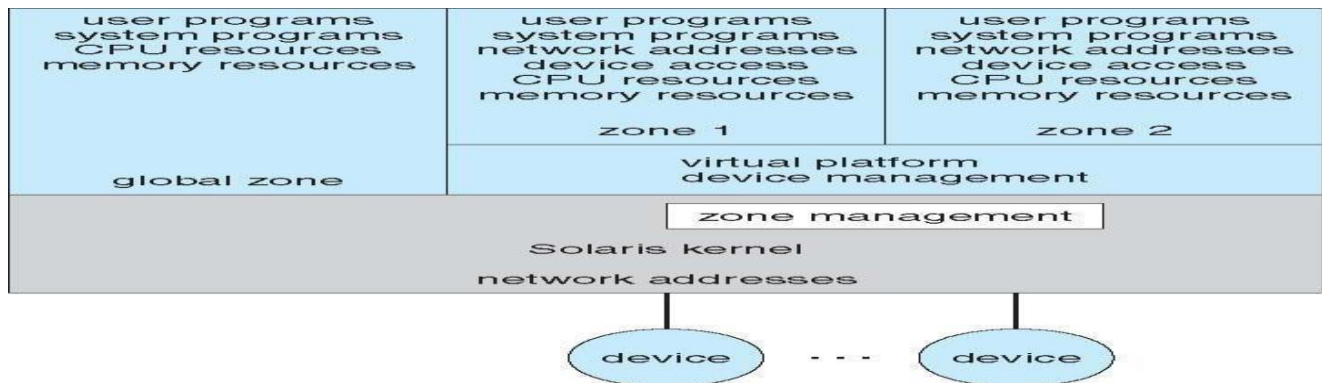 user programs
system programs
CPU resources
memory resources
global zone
user programs
system programs
network addresses
device access
CPU resources
memory resources
zone 1
user programs
system programs
network addresses
device access
CPU resources
memory resources
zone 2
virtual platform
device management
zone management
Solaris kernel
network addresses
device
- - -
device